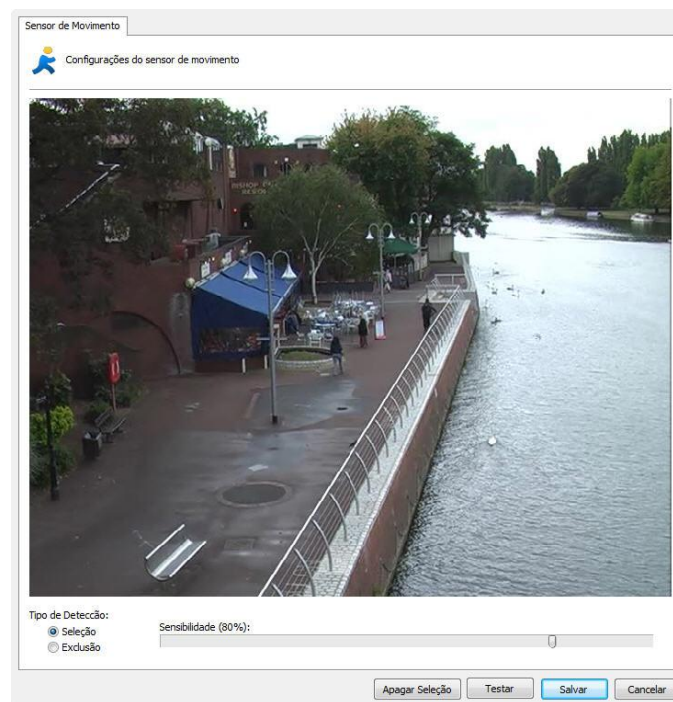 Sensor de Movimento
Configurações do sensor de movimento
BISHOP
Tipo de Detecção:
Seleção
Exclusão
Sensibilidade (80%):
Apagar Seleção
Testar
Salvar
Cancelar